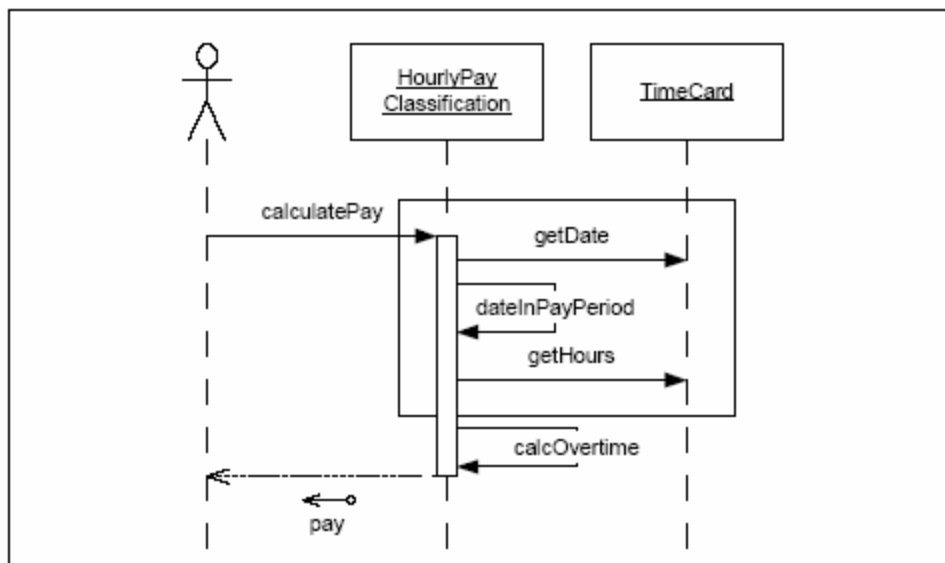 HourlyPay
Classification
TimeCard
calculatePay
getDate
dateInPayPeriod
getHours
calcOvertime
pay